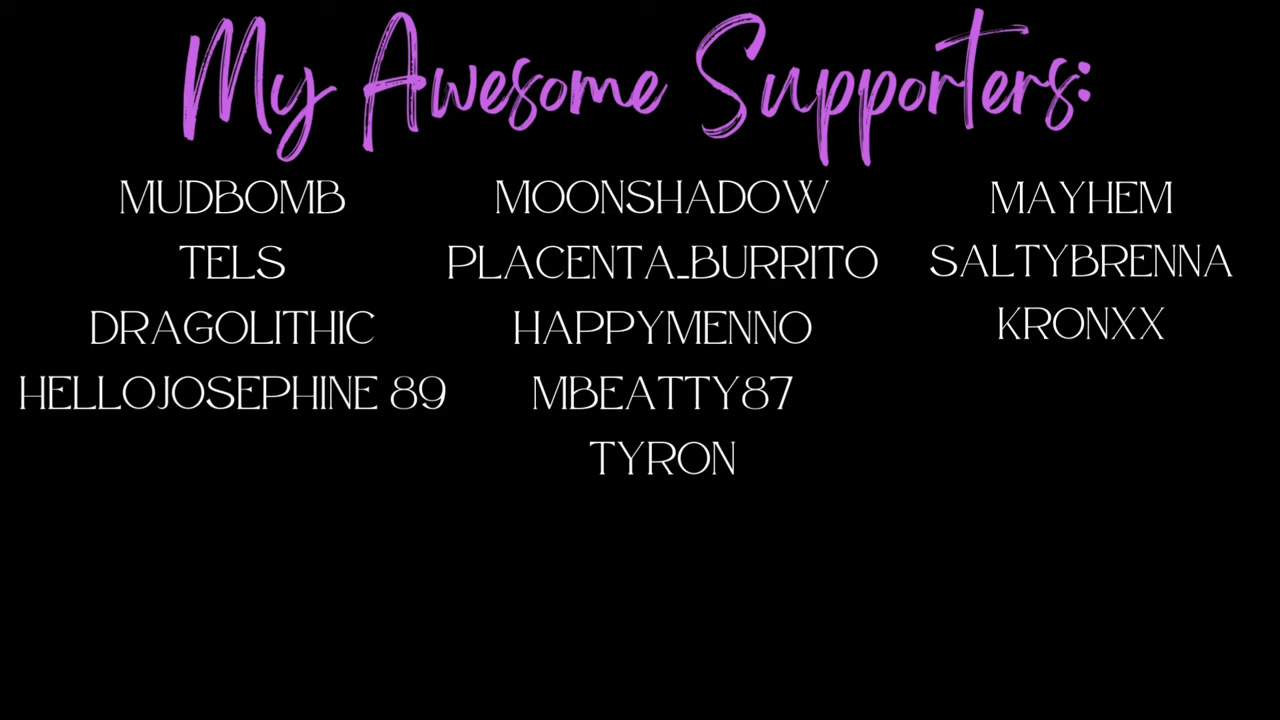 My Awesome Supporters:
MUDBOMB
TELS
DRAGOLITHIC
HELLOJOSEPHINE 89
MOONSHADOW
PLACENTA_BURRITO
HAPPYMENNO
MBEATTY87
TYRON
MAYHEM
SALTYBRENNA
KRONXX